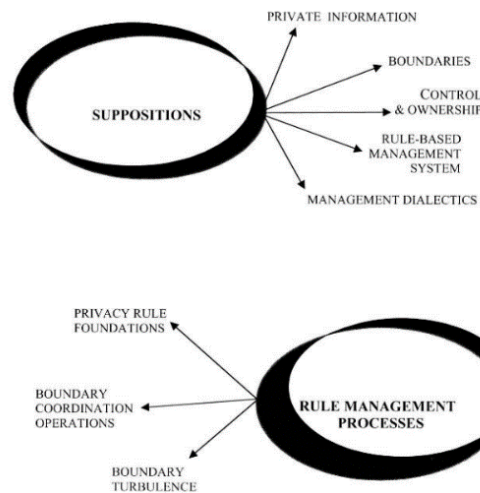 PRIVATE INFORMATION
BOUNDARIES
SUPPOSITIONS
CONTROL
& OWNERSHIP
RULE-BASED
MANAGEMENT
SYSTEM
MANAGEMENT DIALECTICS
PRIVACY RULE
FOUNDATIONS
BOUNDARY
COORDINATION
OPERATIONS
RULE MANAGEMENT
PROCESSES
BOUNDARY
TURBULENCE